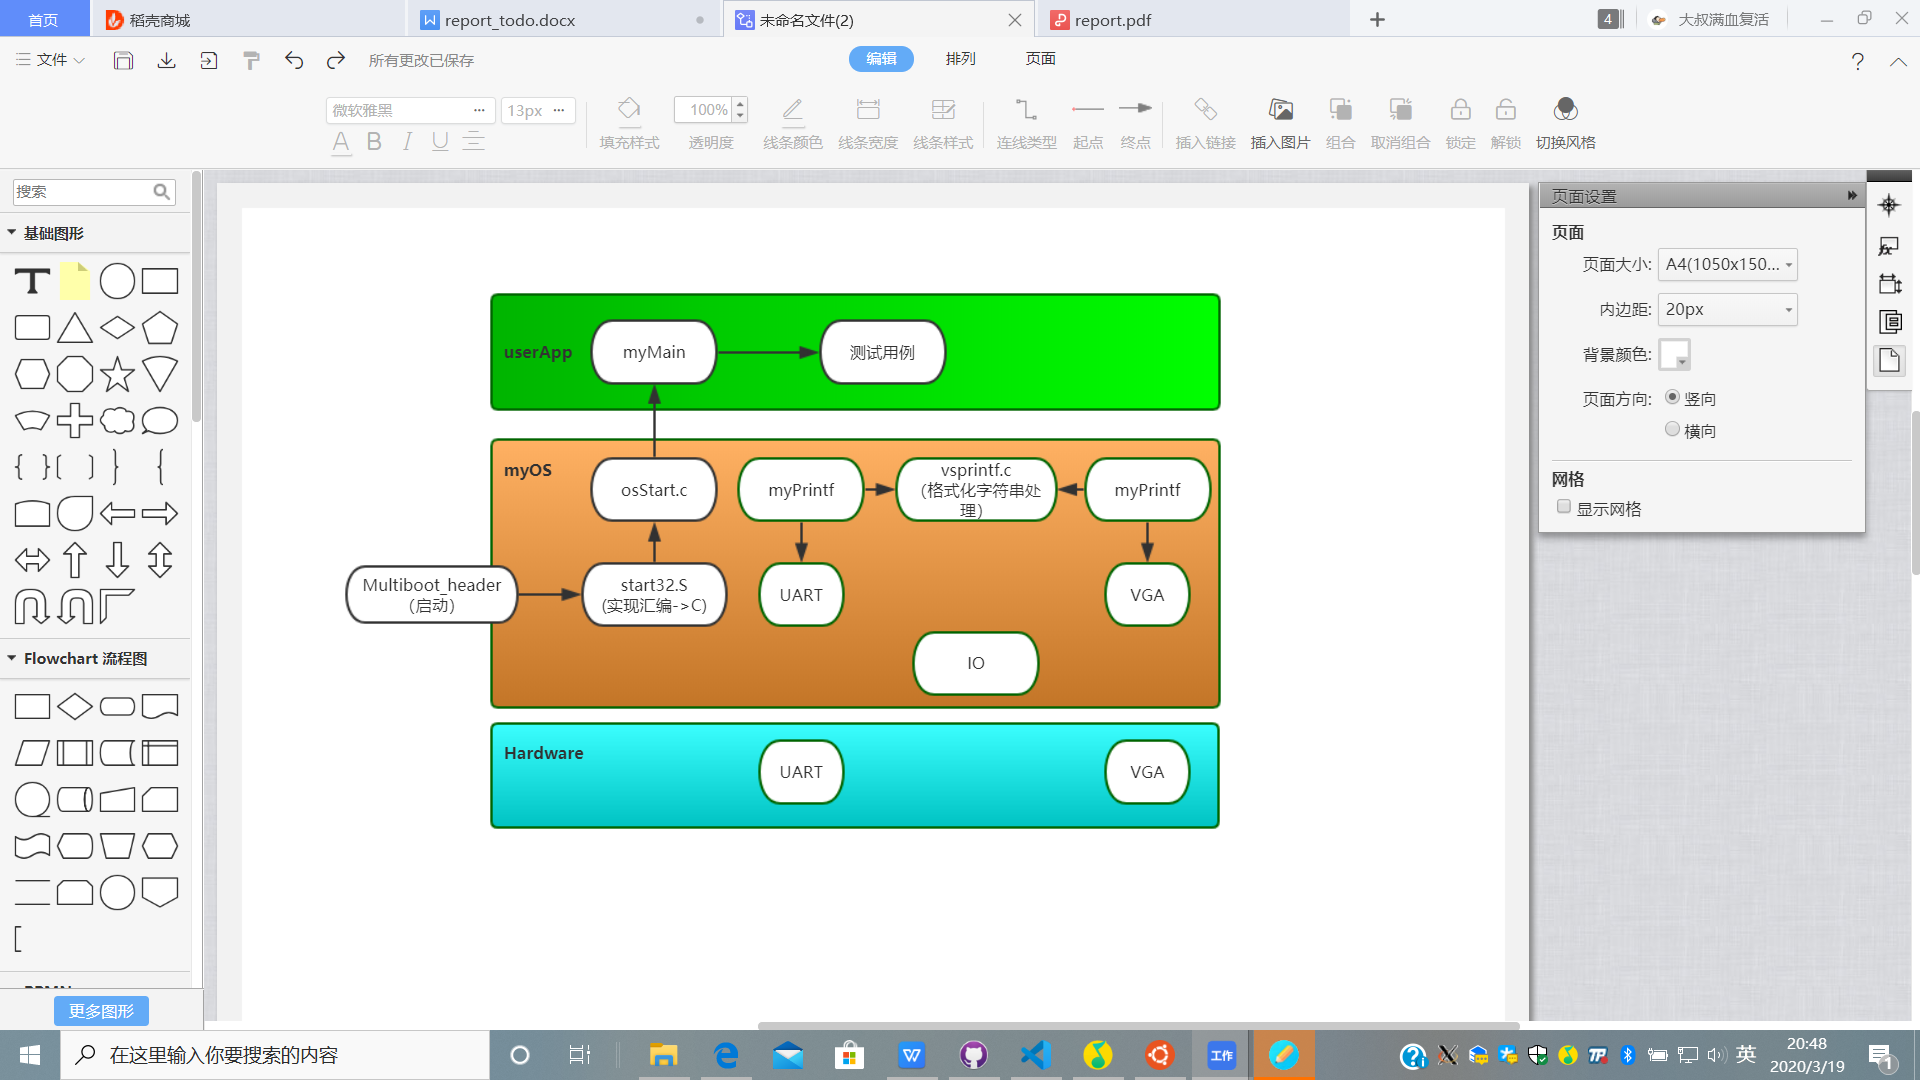 首页
稻壳商城
report_todo.docx
未命名文件(2)
report.pdf
4
大叔满血复活
文件
所有更改已保存
编辑
排列
页面
微软雅黑
13px
100%
填充样式
透明度
线条颜色
线条宽度
线条样式
连线类型
起点
终点
插入链接
插入图片
组合
取消组合
锁定
解锁
切换风格
搜索
基础图形
Flowchart 流程图
更多图形
userApp
myMain
测试用例
myOS
osStart.c
myPrintf
vsprintf.c
（格式化字符串处
理）
myPrintf
Multiboot_header
（启动）
start32.S
(实现汇编->C)
UART
VGA
IO
Hardware
UART
VGA
页面设置
页面
页面大小:
A4(1050x150...
内边距:
20px
背景颜色:
页面方向:
竖向
横向
网格
显示网格
在这里输入你要搜索的内容
工作
英
20:48
2020/3/19
1